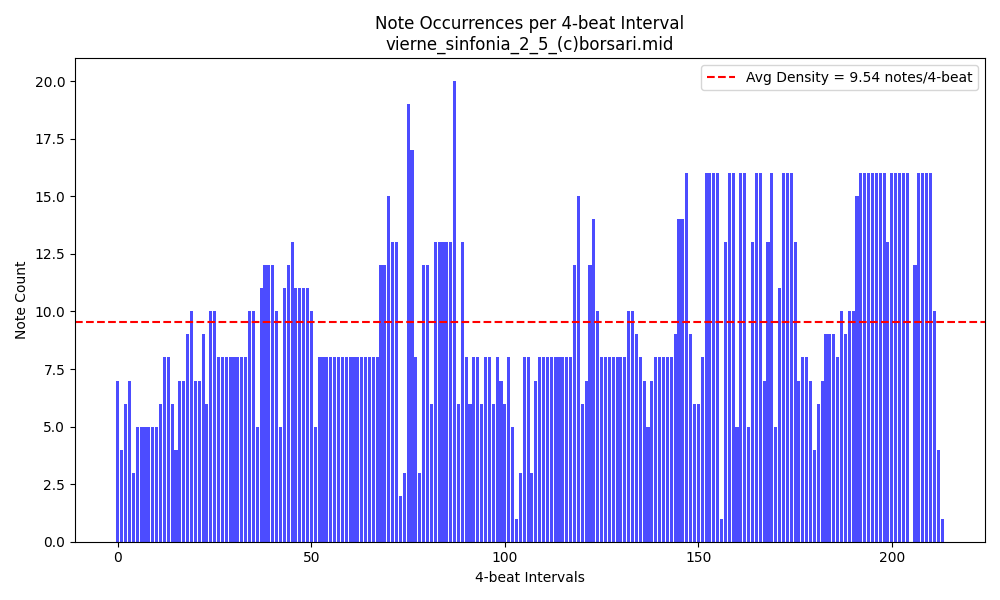 Note Occurrences per 4-beat Interval
vierne_sinfonia_2_5_(c)borsari.mid
Avg Density = 9.54 notes/4-beat
Note Count
20.0
17.5
15.0
12.5
10.0
7.5
5.0
2.5
0.0
0 50 100 150 200
4-beat Intervals